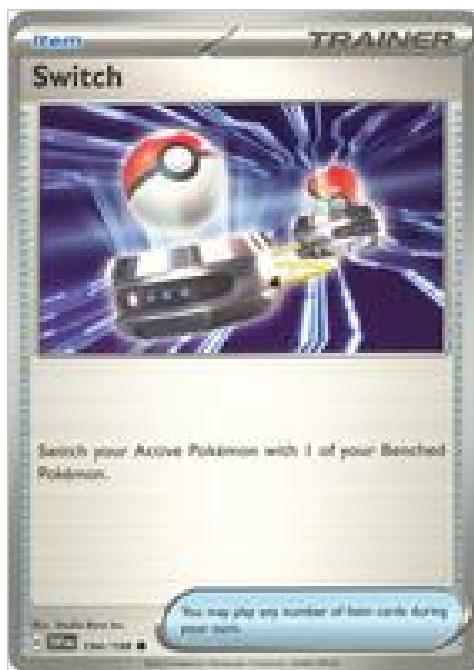 Item
TRAINER
Switch
Switch your Active Pokémon with 1 of your Benched
Pokémon.
You may play any number of Item cards during
your turn.